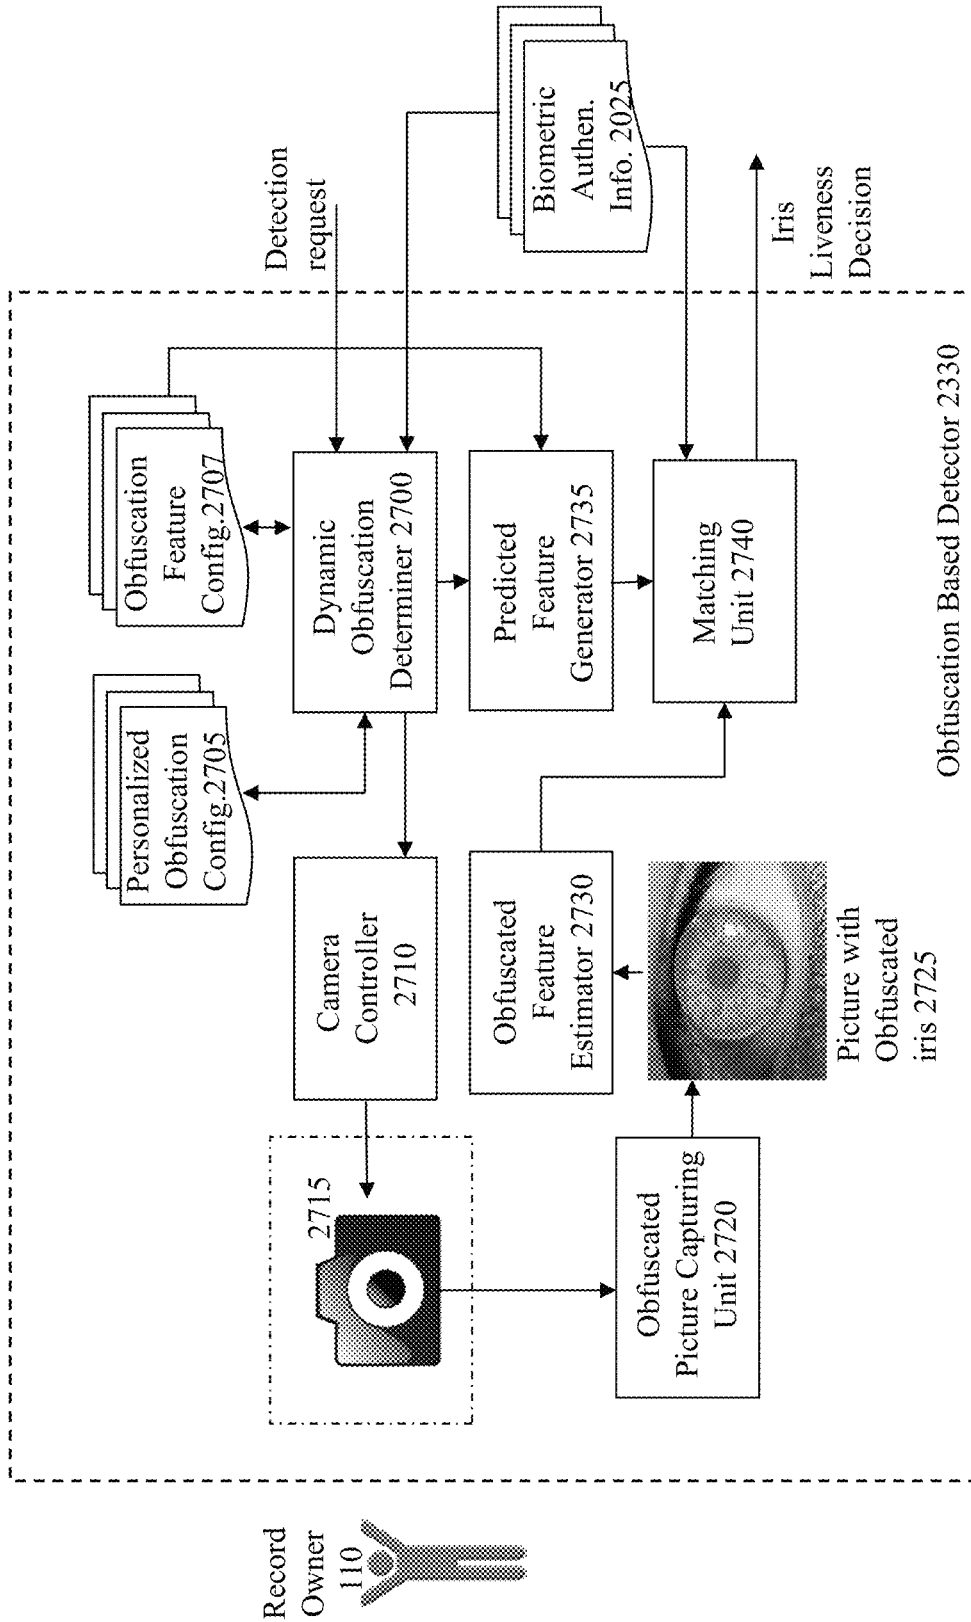 Record
Owner
110
2715
Camera
Controller
2710
Personalized
Obfuscation
Config.2705
Obfuscation
Feature
Config.2707
Dynamic
Obfuscation
Determiner 2700
Detection
request
Biometric
Authen.
Info. 2025
Obfuscated
Picture Capturing
Unit 2720
Picture with
Obfuscated
iris 2725
Obfuscated
Feature
Estimator 2730
Predicted
Feature
Generator 2735
Matching
Unit 2740
Iris
Liveness
Decision
Obfuscation Based Detector 2330